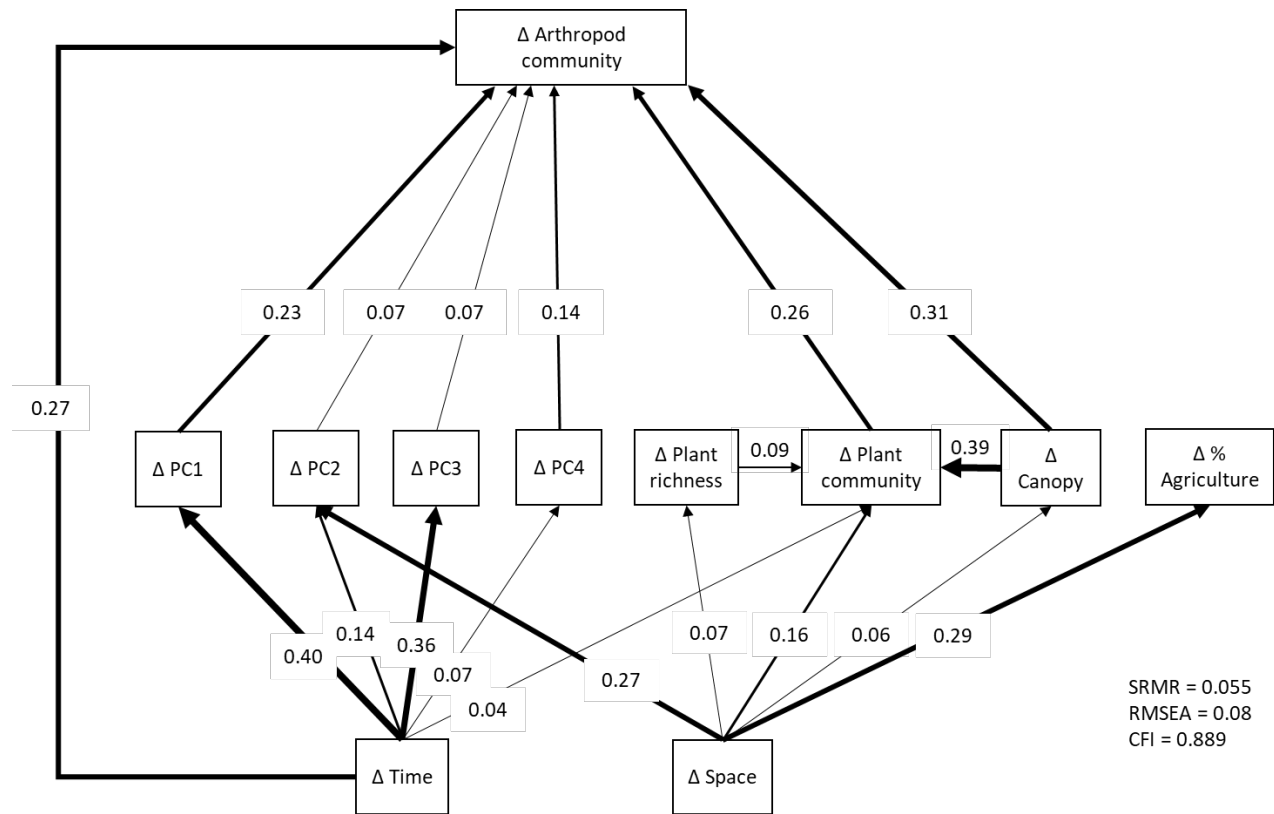 Δ Arthropod
community
0.23
0.07
0.07
0.14
0.26
0.31
0.27
Δ PC1
Δ PC2
Δ PC3
Δ PC4
Δ Plant
richness
0.09
Δ Plant
community
0.39
Δ
Canopy
Δ %
Agriculture
0.40
0.14
0.36
0.07
0.04
0.27
0.07
0.16
0.06
0.29
SRMR = 0.055
RMSEA = 0.08
CFI = 0.889
Δ Time
Δ Space